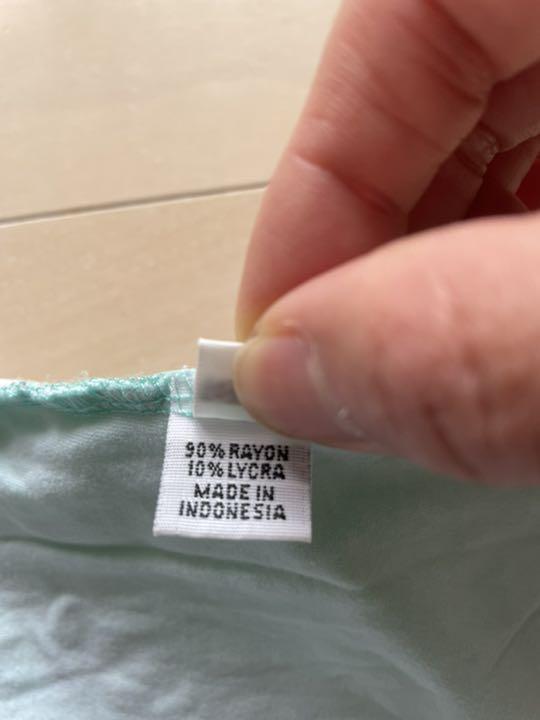 90% RAYON
10% LYCRA
MADE IN
INDONESIA